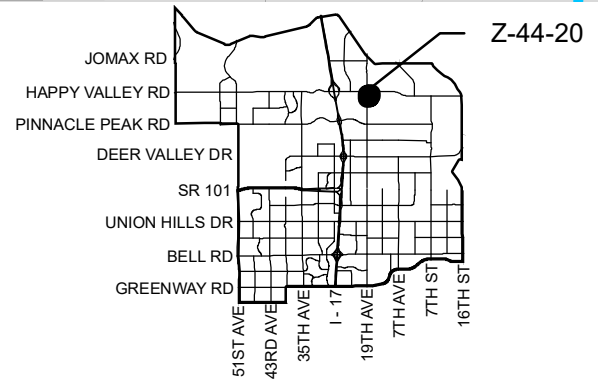 Z-44-20
JOMAX RD
HAPPY VALLEY RD
PINNACLE PEAK RD
DEER VALLEY DR
SR 101
UNION HILLS DR
BELL RD
GREENWAY RD
51ST AVE
43RD AVE
35TH AVE
I - 17
19TH AVE
7TH AVE
7TH ST
16TH ST